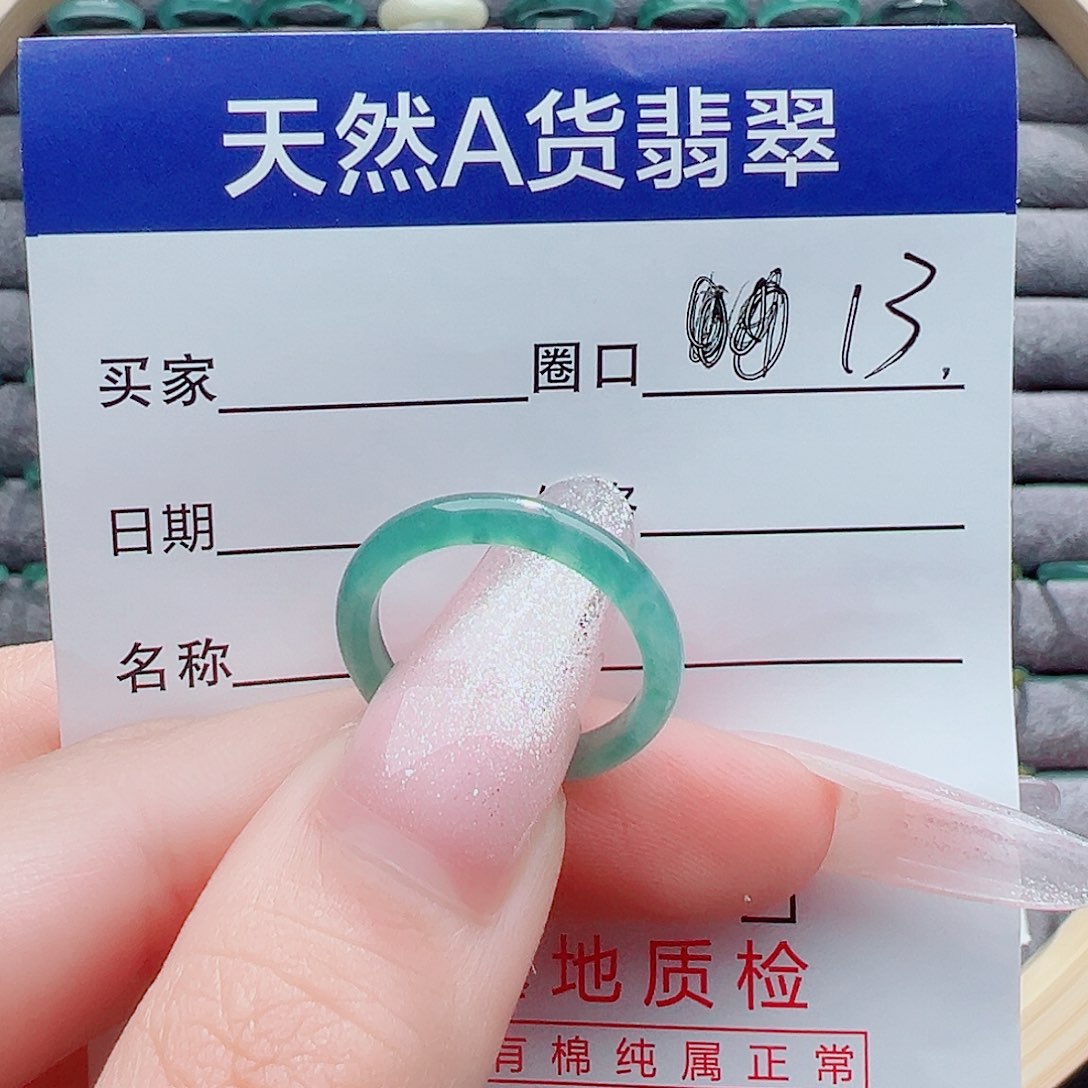 天然A货翡翠
买家 圈口 13,
日期
名称
地质检
有棉纯属正常